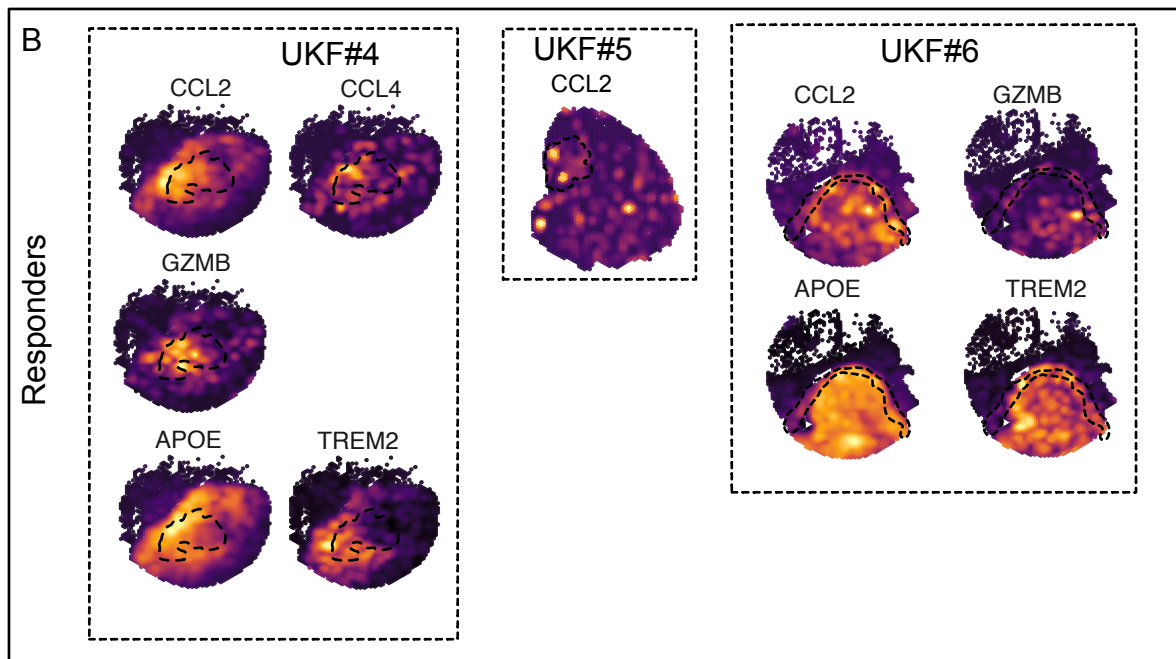 B
Responders
UKF#4
CCL2 CCL4
GZMB
APOE TREM2
UKF#5
CCL2
UKF#6
CCL2 GZMB
APOE TREM2